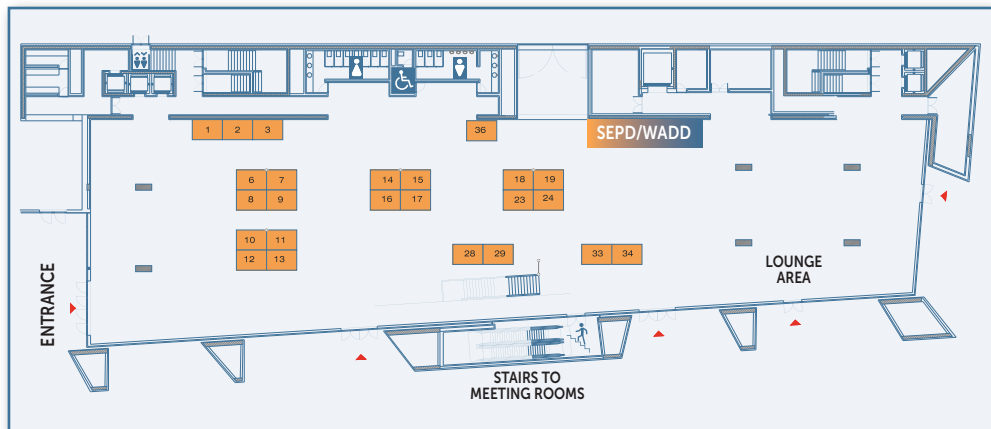 1 2 3
36
SEPD/WADD
6 7
8 9
14 15
16 17
18 19
23 24
10 11
12 13
28 29
33 34
LOUNGE
AREA
ENTRANCE
STAIRS TO
MEETING ROOMS